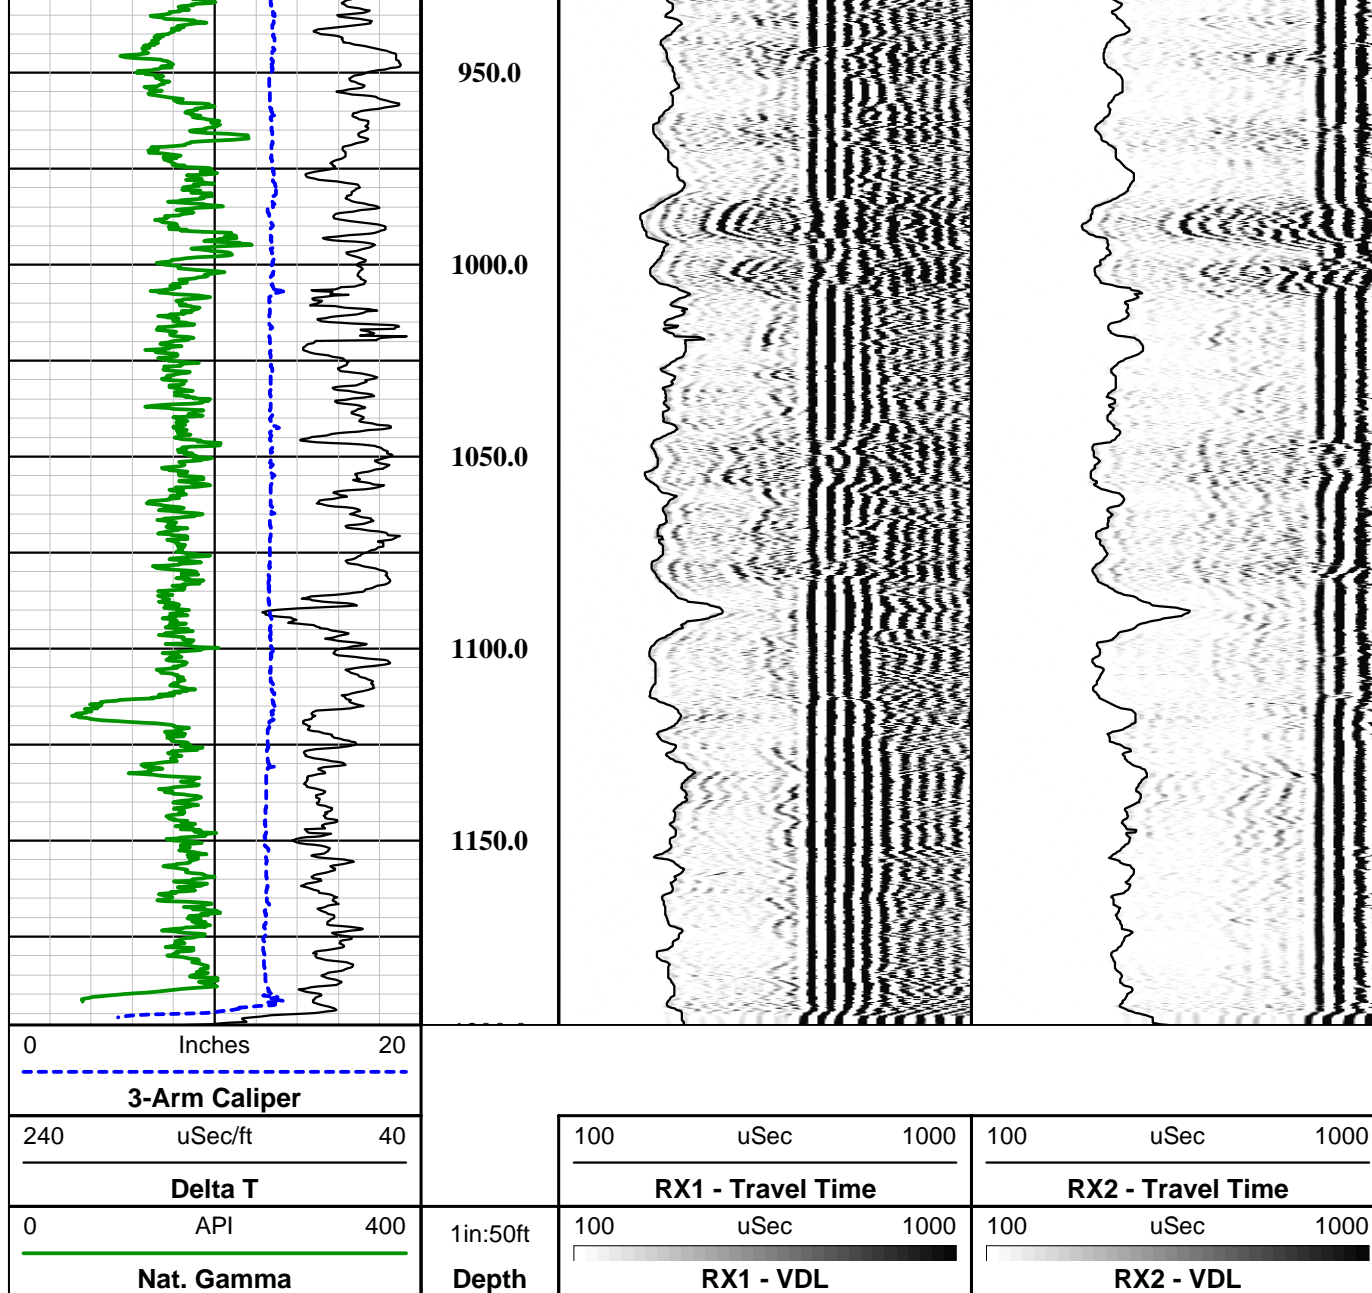 950.0
1000.0
1050.0
1100.0
1150.0
0 Inches 20
3-Arm Caliper
240 uSec/ft 40
Delta T
0 API 400
Nat. Gamma
1in:50ft
Depth
100 uSec 1000
RX1 - Travel Time
100 uSec 1000
RX1 - VDL
100 uSec 1000
RX2 - Travel Time
100 uSec 1000
RX2 - VDL